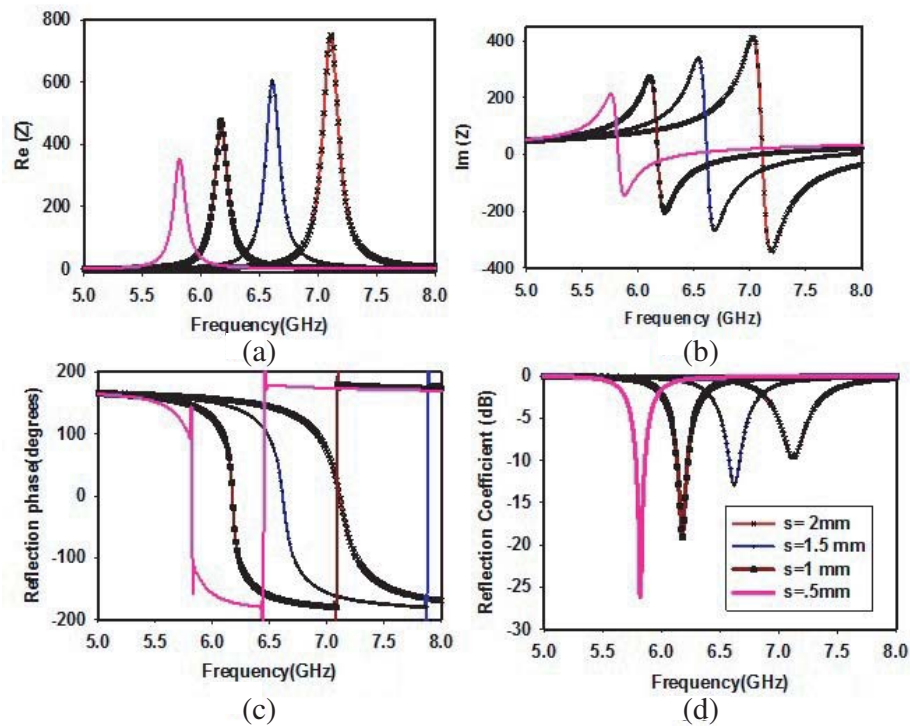 800
600
400
200
0
Re (Z)
5.0 5.5 6.0 6.5 7.0 7.5 8.0
Frequency(GHz)
(a)
400
200
0
-200
-400
Im (Z)
5.0 5.5 6.0 6.5 7.0 7.5 8.0
Frequency (GHz)
(b)
200
100
0
-100
-200
Reflection phase(degrees)
5.0 5.5 6.0 6.5 7.0 7.5 8.0
Frequency(GHz)
(c)
0
-5
-10
-15
-20
-25
-30
Reflection Coefficient (dB)
s= 2mm
s=1.5 mm
s=1 mm
s=.5mm
5.0 5.5 6.0 6.5 7.0 7.5 8.0
Frequency(GHz)
(d)